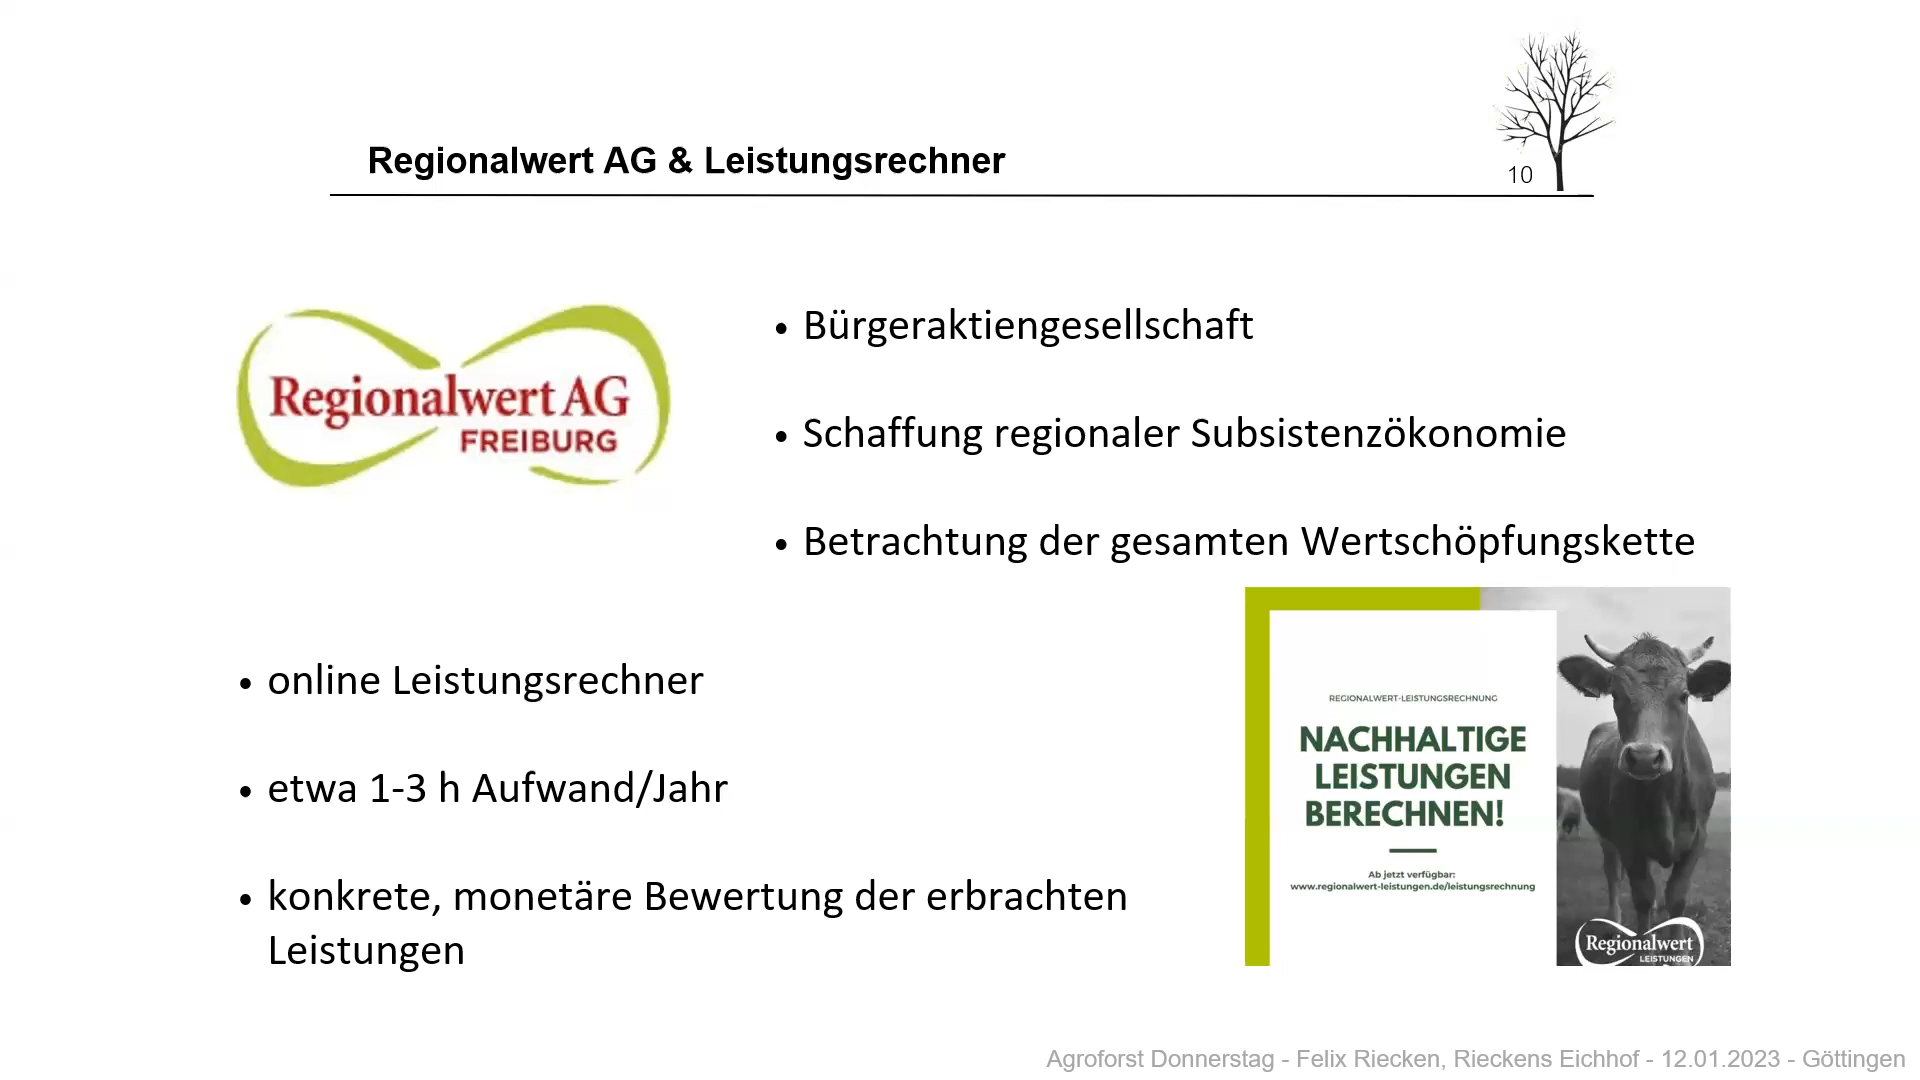 Regionalwert AG & Leistungsrechner
10
Regionalwert AG
FREIBURG
• Bürgeraktiengesellschaft
• Schaffung regionaler Subsistenzökonomie
• Betrachtung der gesamten Wertschöpfungskette
• online Leistungsrechner
• etwa 1-3 h Aufwand/Jahr
• konkrete, monetäre Bewertung der erbrachten
Leistungen
REGIONALWERT-LEISTUNGSRECHNUNG
NACHHALTIGE
LEISTUNGEN
BERECHNEN!
Ab jetzt verfügbar:
www.regionalwert-leistungen.de/leistungsrechnung
Regionalwert
LEISTUNGEN
Agroforst Donnerstag - Felix Riecken, Rieckens Eichhof - 12.01.2023 - Göttingen